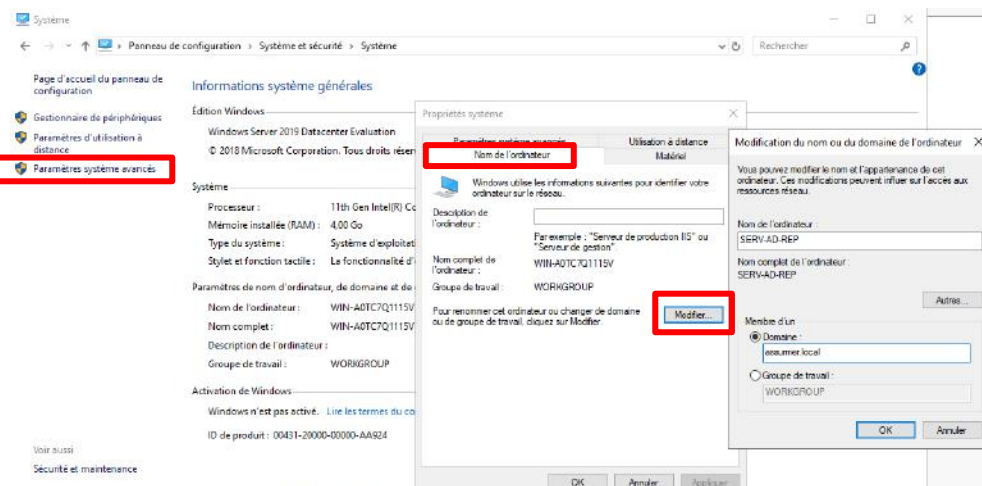 Système
Panneau de configuration > Système et sécurité > Système
Rechercher
Page d'accueil du panneau de
configuration
Gestionnaire de périphériques
Paramètres d'utilisation à
distance
Paramètres système avancés
Voir aussi
Sécurité et maintenance
Informations système générales
Édition Windows
Windows Server 2019 Datacenter Evaluation
© 2018 Microsoft Corporation. Tous droits réser
Système
Processeur : 11th Gen Intel(R) Co
Mémoire installée (RAM) : 4,00 Go
Type du système : Système d'exploitat
Stylet et fonction tactile : La fonctionnalité d'
Paramètres de nom d'ordinateur, de domaine et de
Nom de l'ordinateur : WIN-A0TC7Q1115V
Nom complet : WIN-A0TC7Q1115V
Description de l'ordinateur :
Groupe de travail : WORKGROUP
Activation de Windows
Windows n'est pas activé. Lire les termes du co
ID de produit : 00431-20000-00000-AA924
Propriétés système
Paramètres système avancés
Utilisation à distance
Nom de l'ordinateur
Matériel
Windows utilise les informations suivantes pour identifier votre
ordinateur sur le réseau.
Description de
l'ordinateur :
Par exemple : "Serveur de production IIS" ou
"Serveur de gestion".
Nom complet de
l'ordinateur :
WIN-A0TC7Q1115V
Groupe de travail : WORKGROUP
Pour renommer cet ordinateur ou changer de domaine
ou de groupe de travail, cliquez sur Modifier.
Modifier...
OK Annuler Appliquer
Modification du nom ou du domaine de l'ordinateur
Vous pouvez modifier le nom et l'appartenance de cet
ordinateur. Ces modifications peuvent influer sur l'accès aux
ressources réseau.
Nom de l'ordinateur :
SERV-AD-REP
Nom complet de l'ordinateur :
SERV-AD-REP
Autres...
Membre d'un
Domaine :
assurmer.local
Groupe de travail :
WORKGROUP
OK Annuler